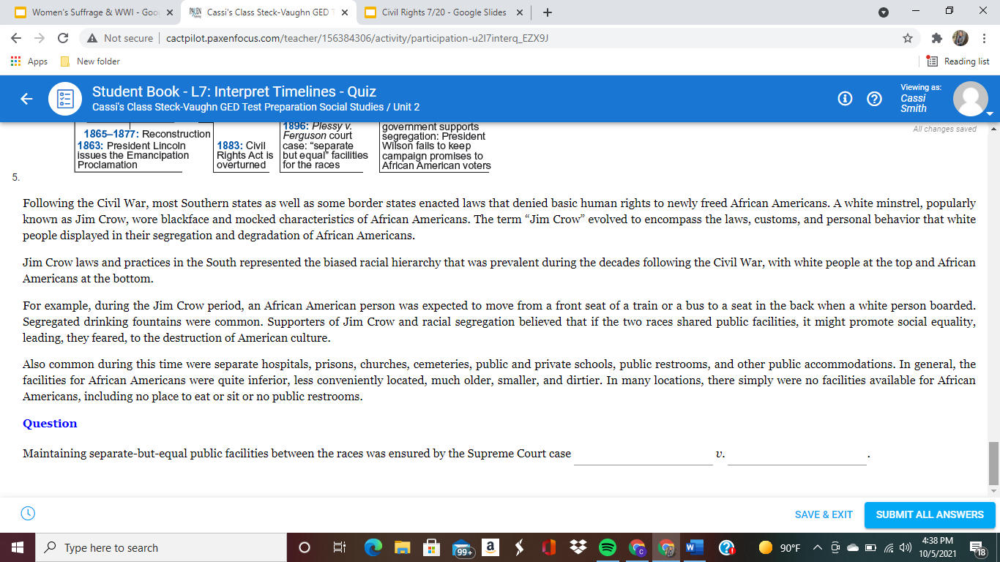 Women's Suffrage & WWI - Goo
Cassi's Class Steck-Vaughn GED T
Civil Rights 7/20 - Google Slides
Not secure
cactpilot.paxenfocus.com/teacher/156384306/activity/participation-u2l7interq_EZX9J
Apps
New folder
Reading list
Student Book - L7: Interpret Timelines - Quiz
Cassi's Class Steck-Vaughn GED Test Preparation Social Studies / Unit 2
Viewing as:
Cassi
Smith
All changes saved
1865–1877: Reconstruction
1863: President Lincoln
issues the Emancipation
Proclamation
1883: Civil
Rights Act is
overturned
1896: Plessy v.
Ferguson court
case: “separate
but equal” facilities
for the races
government supports
segregation: President
Wilson fails to keep
campaign promises to
African American voters
5.
Following the Civil War, most Southern states as well as some border states enacted laws that denied basic human rights to newly freed African Americans. A white minstrel, popularly
known as Jim Crow, wore blackface and mocked characteristics of African Americans. The term “Jim Crow” evolved to encompass the laws, customs, and personal behavior that white
people displayed in their segregation and degradation of African Americans.
Jim Crow laws and practices in the South represented the biased racial hierarchy that was prevalent during the decades following the Civil War, with white people at the top and African
Americans at the bottom.
For example, during the Jim Crow period, an African American person was expected to move from a front seat of a train or a bus to a seat in the back when a white person boarded.
Segregated drinking fountains were common. Supporters of Jim Crow and racial segregation believed that if the two races shared public facilities, it might promote social equality,
leading, they feared, to the destruction of American culture.
Also common during this time were separate hospitals, prisons, churches, cemeteries, public and private schools, public restrooms, and other public accommodations. In general, the
facilities for African Americans were quite inferior, less conveniently located, much older, smaller, and dirtier. In many locations, there simply were no facilities available for African
Americans, including no place to eat or sit or no public restrooms.
Question
Maintaining separate-but-equal public facilities between the races was ensured by the Supreme Court case v. .
SAVE & EXIT
SUBMIT ALL ANSWERS
Type here to search
99+
90°F
4:38 PM
10/5/2021
18